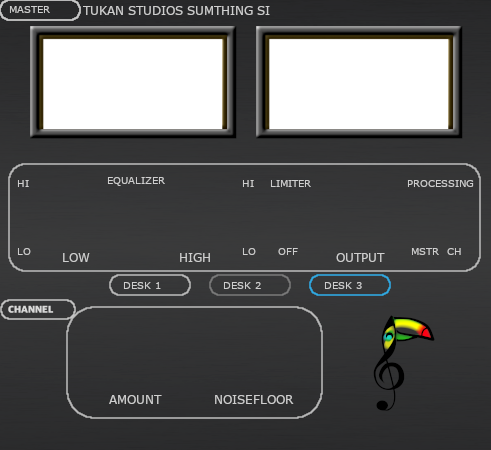 MASTER TUKAN STUDIOS SUMTHING SI
HI EQUALIZER HI LIMITER PROCESSING
LO LOW HIGH LO OFF OUTPUT MSTR CH
DESK 1 DESK 2 DESK 3
CHANNEL
AMOUNT NOISEFLOOR